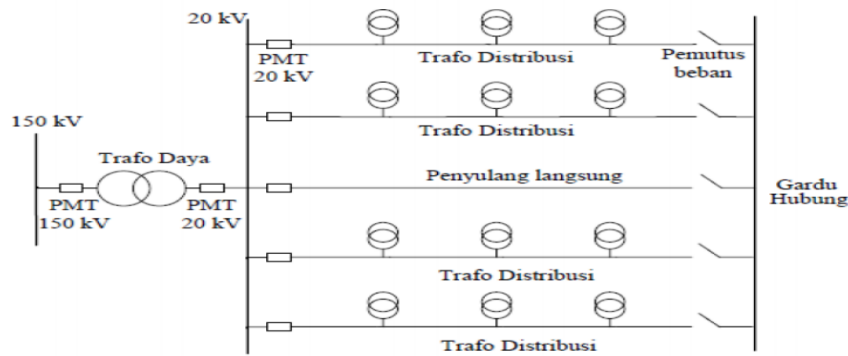 20 kV
PMT
20 kV
Trafo Distribusi
Pemutus
beban
150 kV
Trafo Daya
Trafo Distribusi
PMT
150 kV
PMT
20 kV
Penyulang langsung
Gardu
Hubung
Trafo Distribusi
Trafo Distribusi